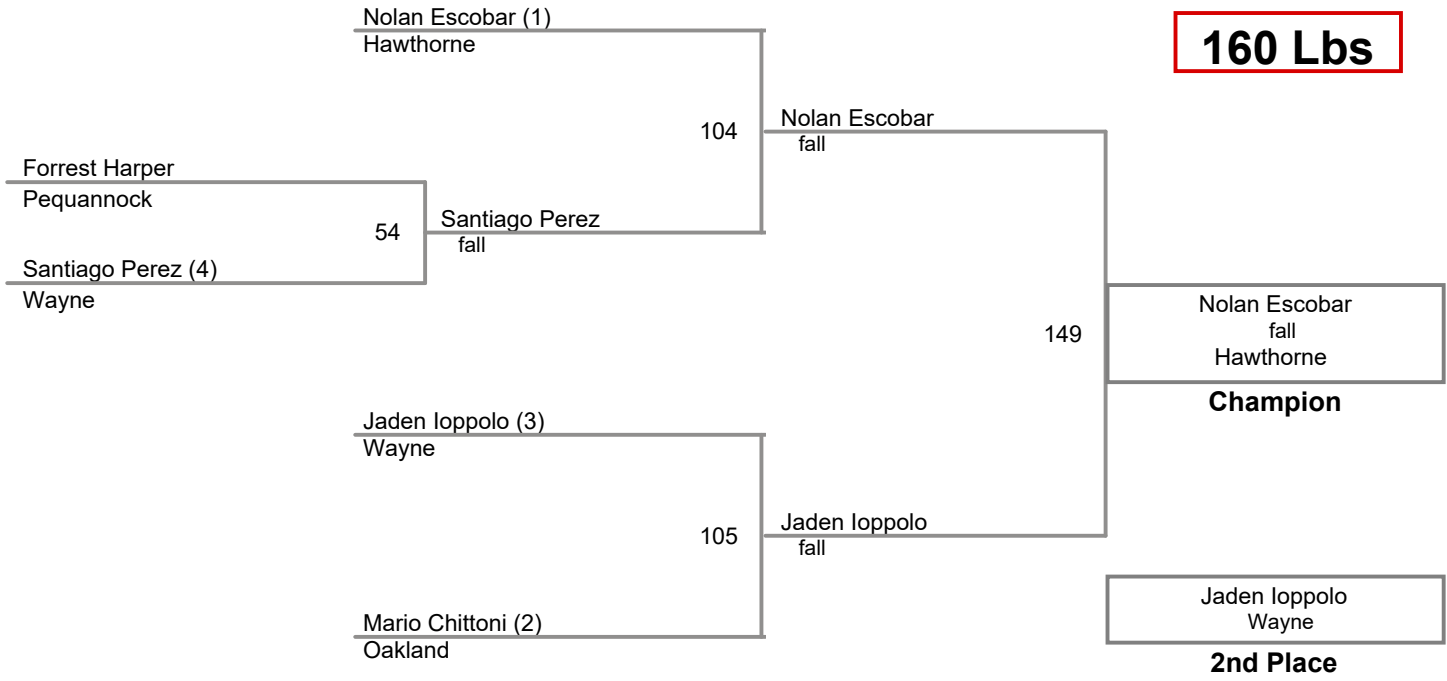 Nolan Escobar (1)
Hawthorne
160 Lbs
104
Nolan Escobar
fall
Forrest Harper
Pequannock
54
Santiago Perez
fall
Santiago Perez (4)
Wayne
149
Nolan Escobar
fall
Hawthorne
Champion
Jaden Ioppolo (3)
Wayne
105
Jaden Ioppolo
fall
Mario Chittoni (2)
Oakland
Jaden Ioppolo
Wayne
2nd Place